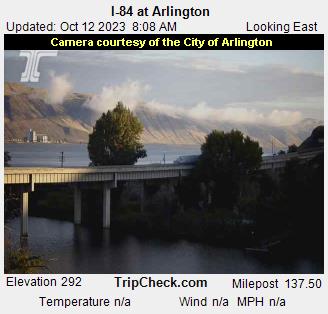 I-84 at Arlington
Updated: Oct 12 2023 8:08 AM Looking East
Camera courtesy of the City of Arlington
Elevation 292 TripCheck.com Milepost 137.50
Temperature n/a Wind n/a MPH n/a